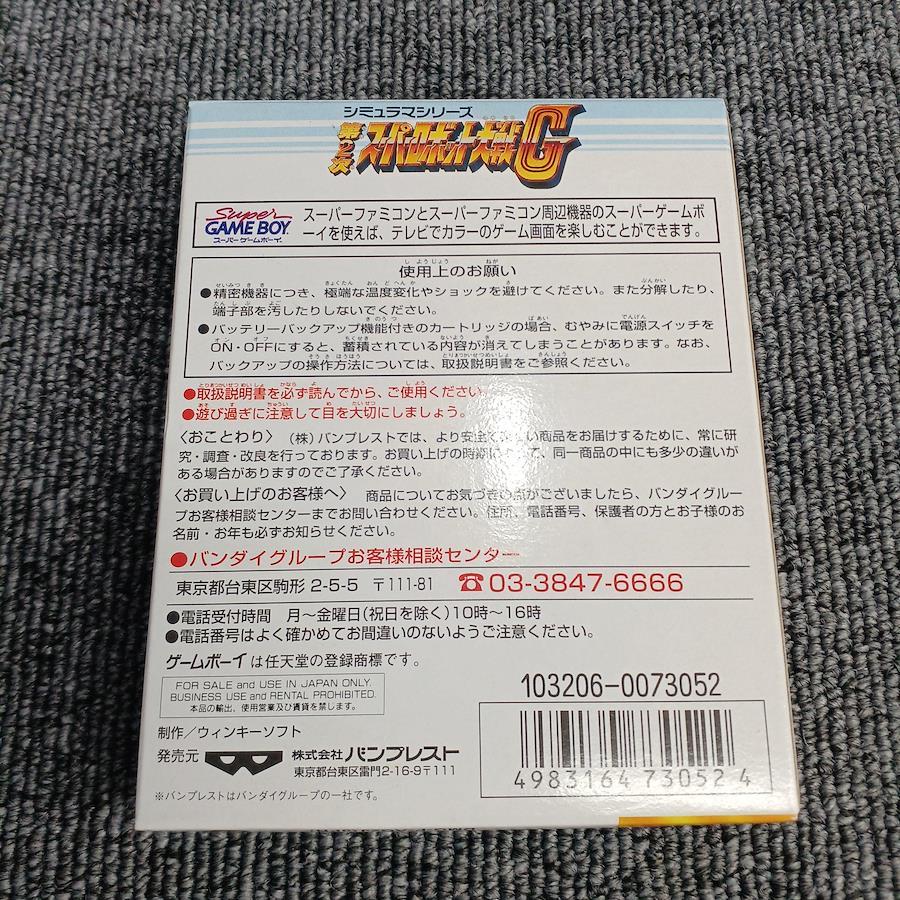 シミュラマシリーズ
第2次 スーパーロボット大戦G
Super
GAME BOY
スーパーゲームボーイ
スーパーファミコンとスーパーファミコン周辺機器のスーパーゲームボ
ーイを使えば、テレビでカラーのゲーム画面を楽しむことができます。
使用上のお願い
●精密機器につき、極端な温度変化やショックを避けてください。また分解したり、
端子部を汚したりしないでください。
●バッテリーバックアップ機能付きのカートリッジの場合、むやみに電源スイッチを
ON・OFFにすると、蓄積されている内容が消えてしまうことがあります。なお、
バックアップの操作方法については、取扱説明書をご参照ください。
●取扱説明書を必ず読んでから、ご使用ください。
●遊び過ぎに注意して目を大切にしましょう。
〈おことわり〉 (株)バンプレストでは、より安全で 商品をお届けするために、常に研
究・調査・改良を行っております。お買い上げの時期によって、同一商品の中にも多少の違いが
ある場合がありますのでご了承ください。
〈お買い上げのお客様へ〉 商品についてお気づきの点がございましたら、バンダイグルー
プお客様相談センターまでお問い合わせください。住所、電話番号、保護者の方とお子様のお
名前・お年も必ずお知らせください。
●バンダイグループお客様相談センター
東京都台東区駒形 2-5-5 〒111-81 ☎03-3847-6666
●電話受付時間 月〜金曜日(祝日を除く)10時〜16時
●電話番号はよく確かめてお間違いのないようご注意ください。
ゲームボーイは任天堂の登録商標です。
FOR SALE and USE IN JAPAN ONLY.
BUSINESS USE and RENTAL PROHIBITED.
本品の輸出、使用営業及び賃貸を禁じます。
103206-0073052
制作／ウィンキーソフト
発売元 株式会社バンプレスト
東京都台東区雷門2-16-9〒111
4983164 730524
※バンプレストはバンダイグループの一社です。